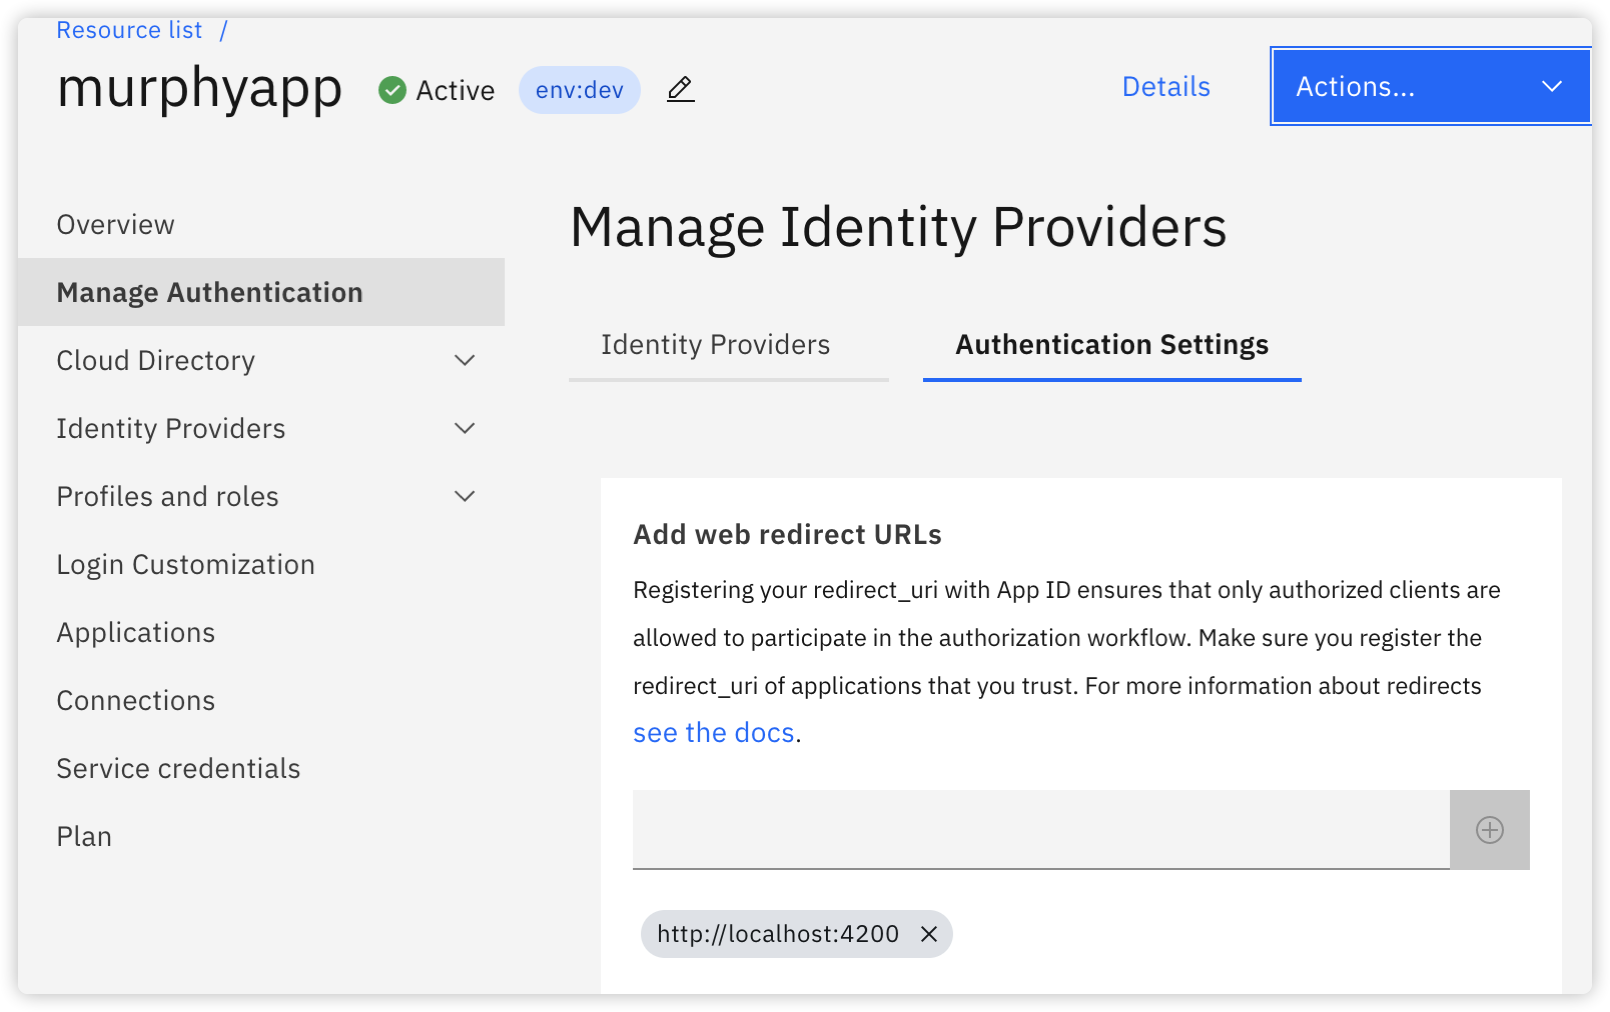 Resource list /
murphyapp
Active
env:dev
Details
Actions...
Overview
Manage Authentication
Cloud Directory
Identity Providers
Profiles and roles
Login Customization
Applications
Connections
Service credentials
Plan
Manage Identity Providers
Identity Providers
Authentication Settings
Add web redirect URLs
Registering your redirect_uri with App ID ensures that only authorized clients are
allowed to participate in the authorization workflow. Make sure you register the
redirect_uri of applications that you trust. For more information about redirects
see the docs.
http://localhost:4200